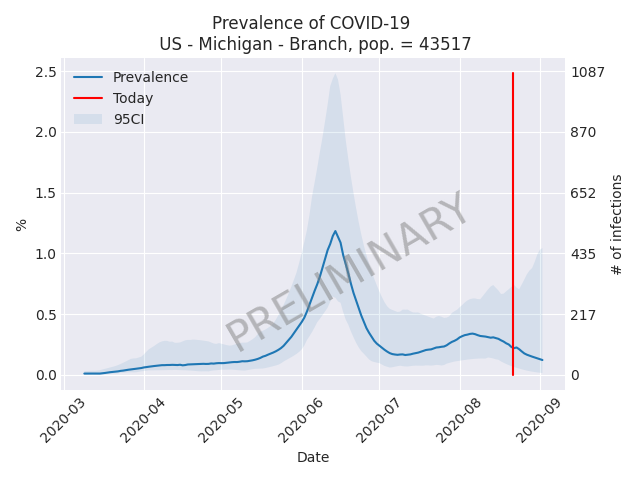 Prevalence of COVID-19
US - Michigan - Branch, pop. = 43517
Prevalence
Today
95CI
PRELIMINARY
2.5
2.0
1.5
1.0
0.5
0.0
%
1087
870
652
435
217
0
# of infections
2020-03
2020-04
2020-05
2020-06
2020-07
2020-08
2020-09
Date